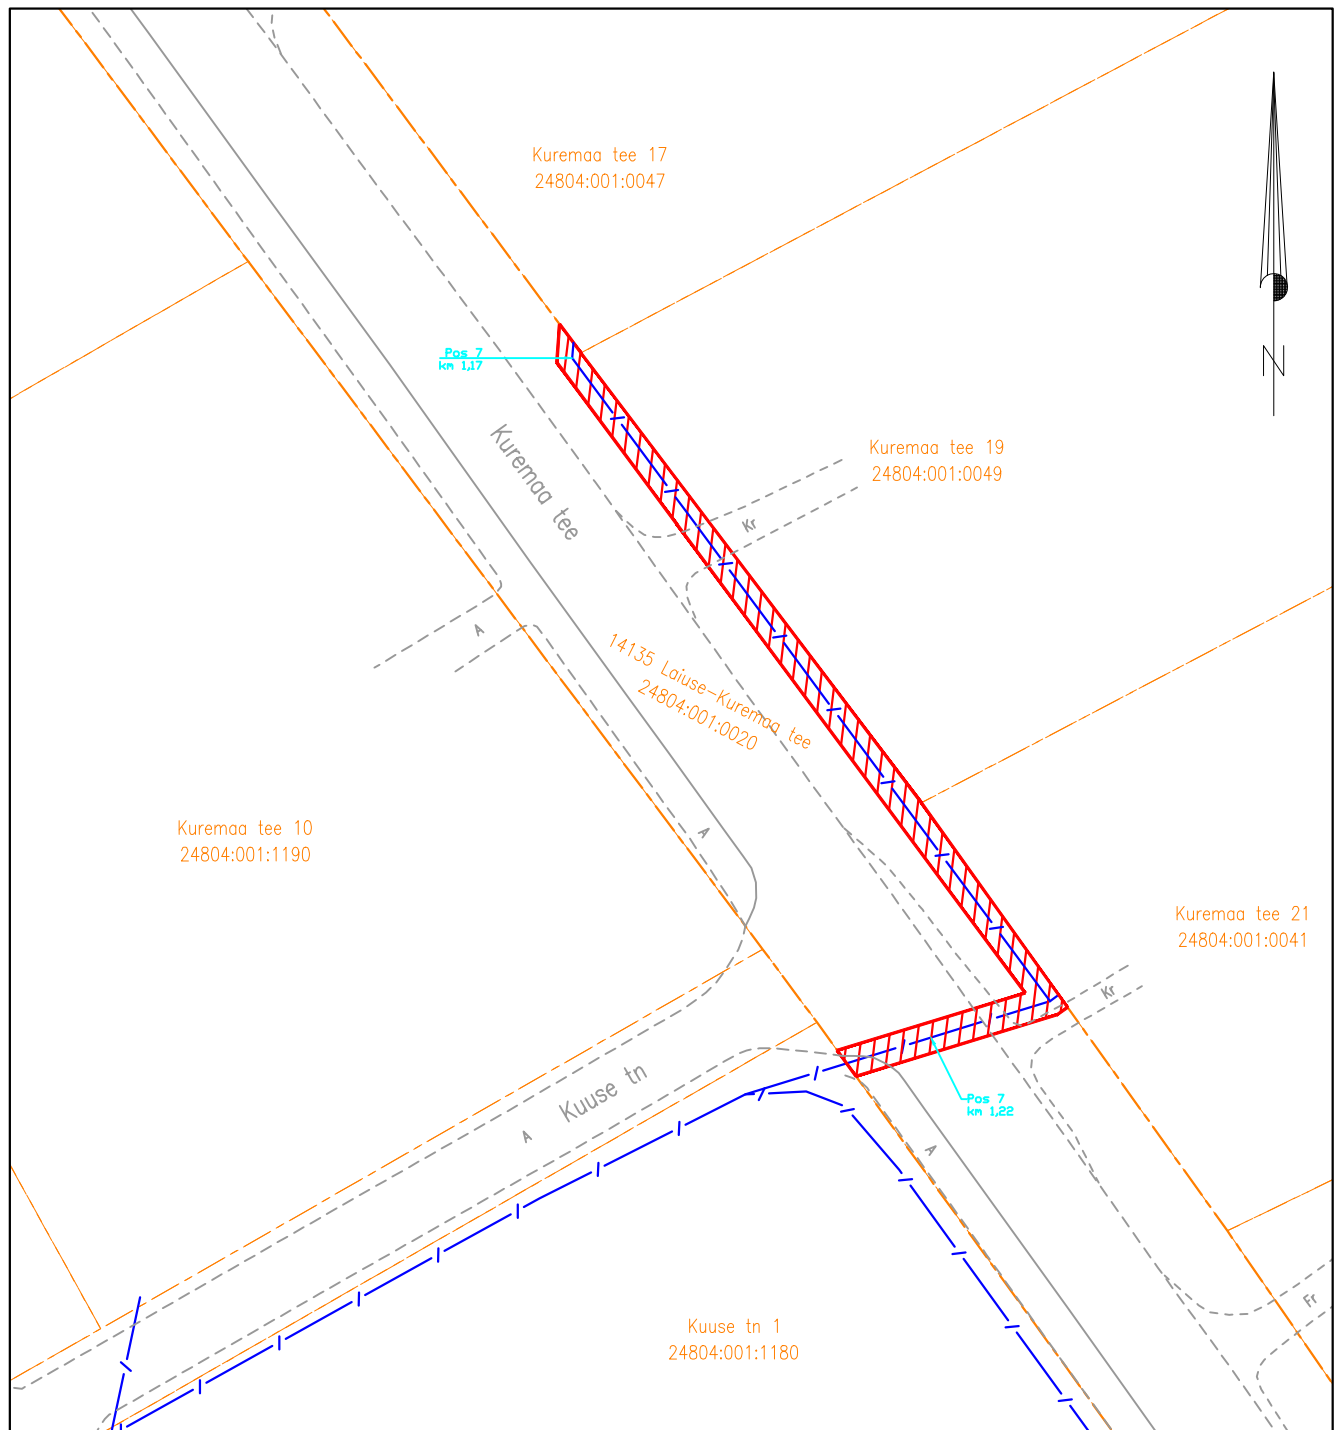 Kuremaa tee 17
24804:001:0047
Pos 7
km 1,17
N
Kuremaa tee
Kuremaa tee 19
24804:001:0049
Kr
A
14135 Laiuse-Kuremaa tee
24804:001:0020
Kuremaa tee 10
24804:001:1190
A
Kuremaa tee 21
24804:001:0041
Kr
Kuuse tn
A
Pos 7
km 1,22
A
Kuuse tn 1
24804:001:1180
Fr